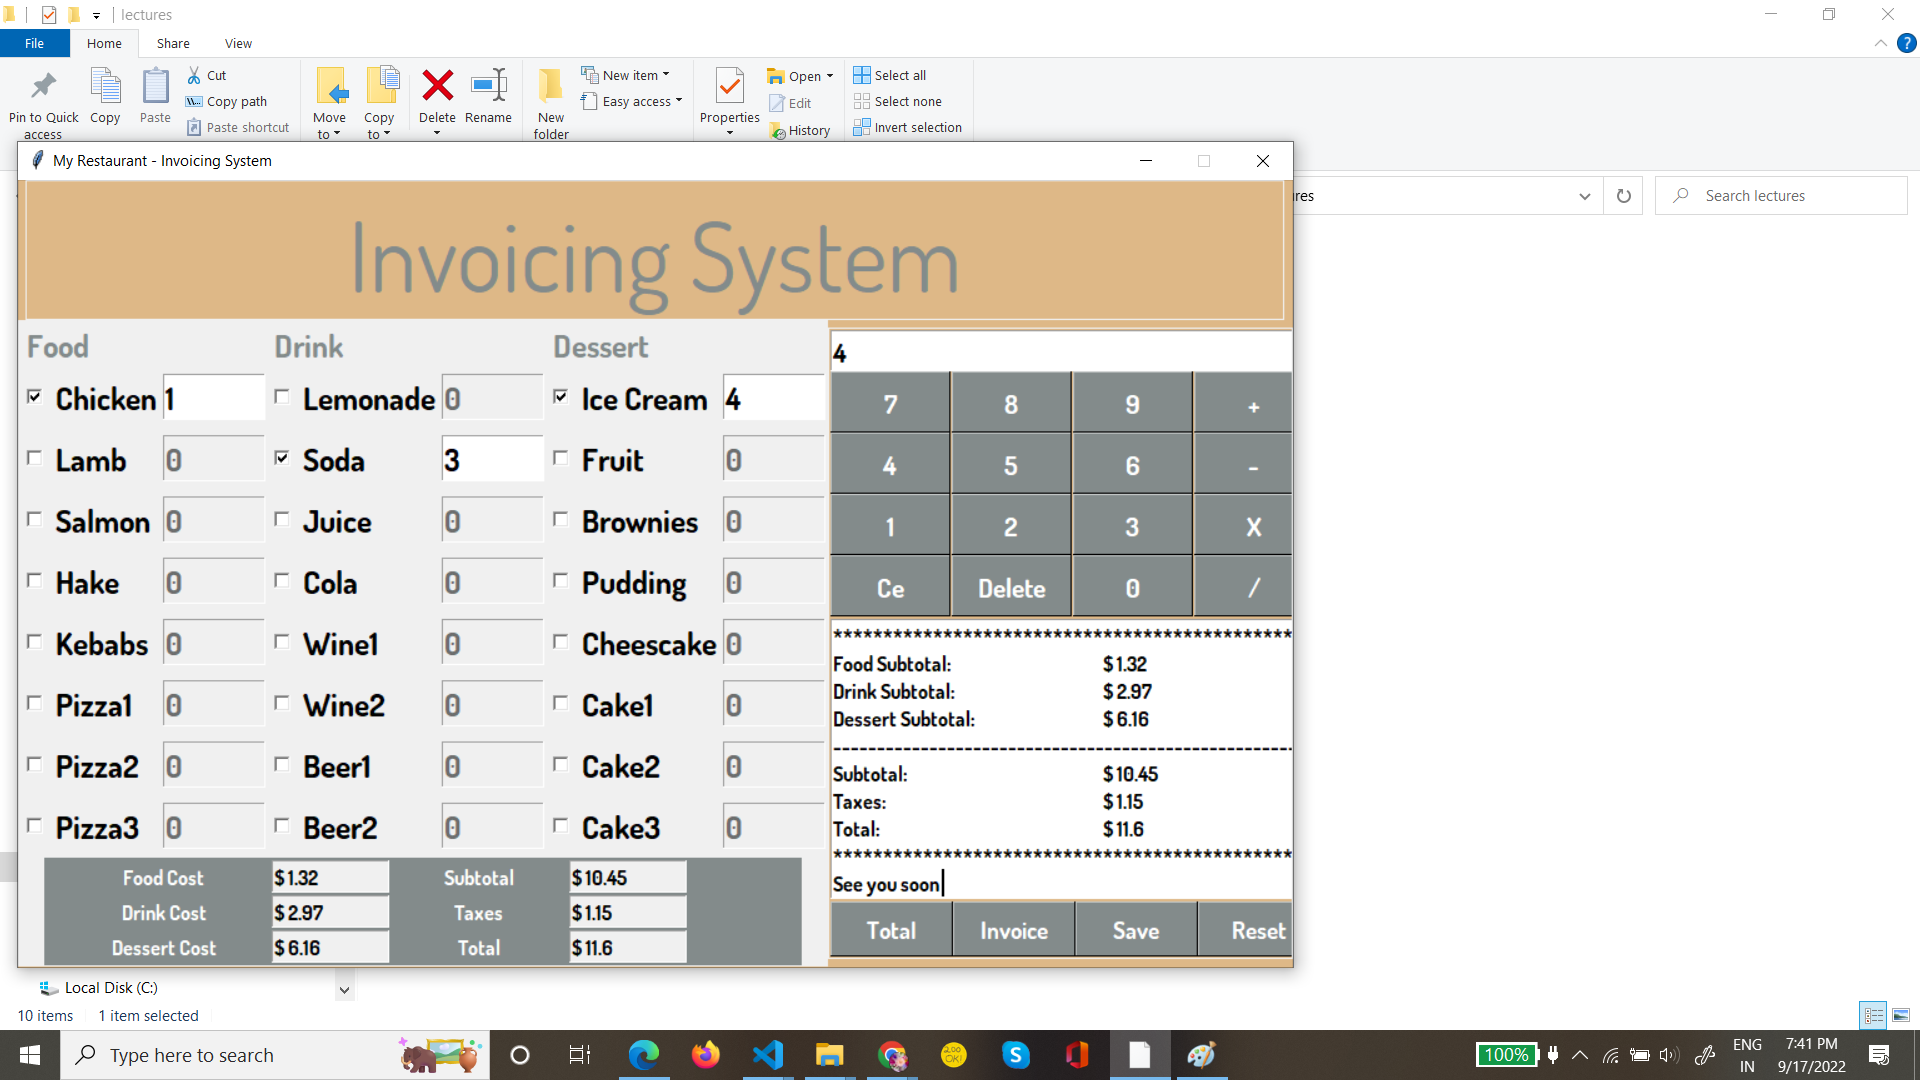 lectures
File Home Share View
Pin to Quick access
Copy
Paste
Cut
Copy path
Paste shortcut
Move to
Copy to
Delete
Rename
New folder
New item
Easy access
Properties
Open
Edit
History
Select all
Select none
Invert selection
My Restaurant - Invoicing System
Search lectures
Invoicing System
Food Drink Dessert
Chicken 1 Lemonade 0 Ice Cream 4
Lamb 0 Soda 3 Fruit 0
Salmon 0 Juice 0 Brownies 0
Hake 0 Cola 0 Pudding 0
Kebabs 0 Wine1 0 Cheescake 0
Pizza1 0 Wine2 0 Cake1 0
Pizza2 0 Beer1 0 Cake2 0
Pizza3 0 Beer2 0 Cake3 0
Food Cost $ 1.32 Subtotal $ 10.45
Drink Cost $ 2.97 Taxes $ 1.15
Dessert Cost $ 6.16 Total $ 11.6
4
7 8 9 +
4 5 6 -
1 2 3 X
Ce Delete 0 /
**********************************************
Food Subtotal: $ 1.32
Drink Subtotal: $ 2.97
Dessert Subtotal: $ 6.16
------------------------------------------------------
Subtotal: $ 10.45
Taxes: $ 1.15
Total: $ 11.6
**********************************************
See you soon
Total Invoice Save Reset
Local Disk (C:)
10 items 1 item selected
Type here to search
100%
ENG
IN
7:41 PM
9/17/2022